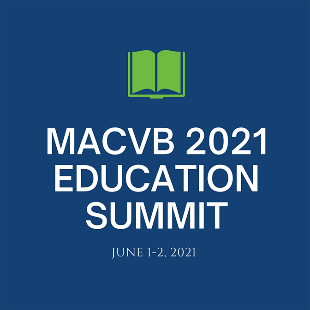 MACVB 2021
EDUCATION
SUMMIT
JUNE 1-2, 2021